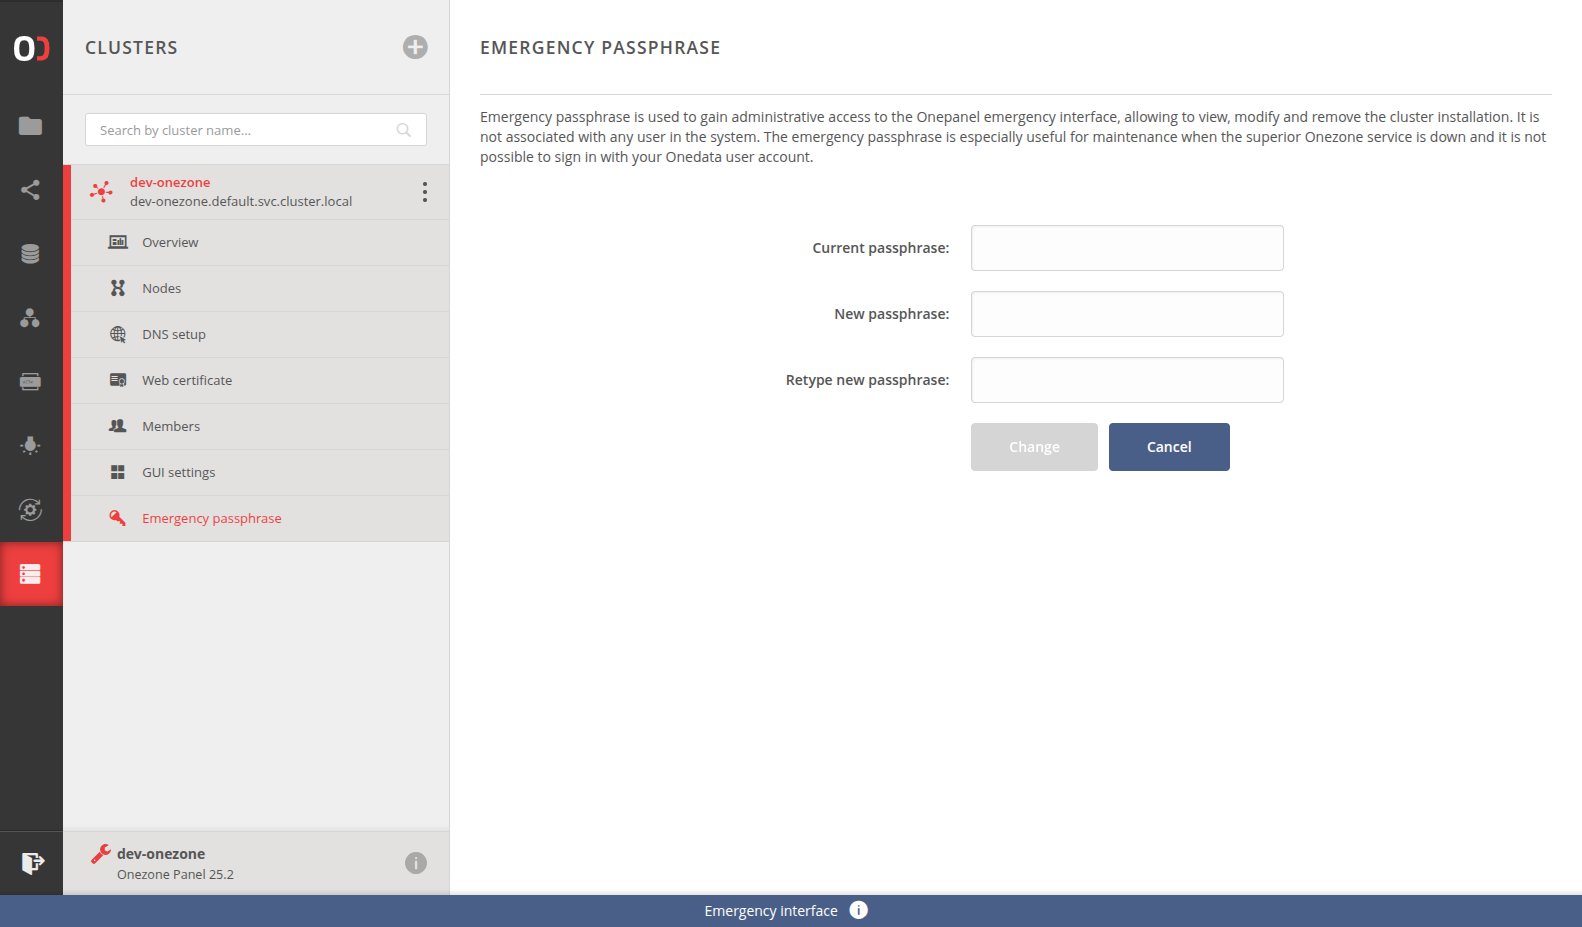 CLUSTERS
Search by cluster name...
dev-onezone
dev-onezone.default.svc.cluster.local
Overview
Nodes
DNS setup
Web certificate
Members
GUI settings
Emergency passphrase
dev-onezone
Onezone Panel 25.2
EMERGENCY PASSPHRASE
Emergency passphrase is used to gain administrative access to the Onepanel emergency interface, allowing to view, modify and remove the cluster installation. It is
not associated with any user in the system. The emergency passphrase is especially useful for maintenance when the superior Onezone service is down and it is not
possible to sign in with your Onedata user account.
Current passphrase:
New passphrase:
Retype new passphrase:
Change
Cancel
Emergency interface